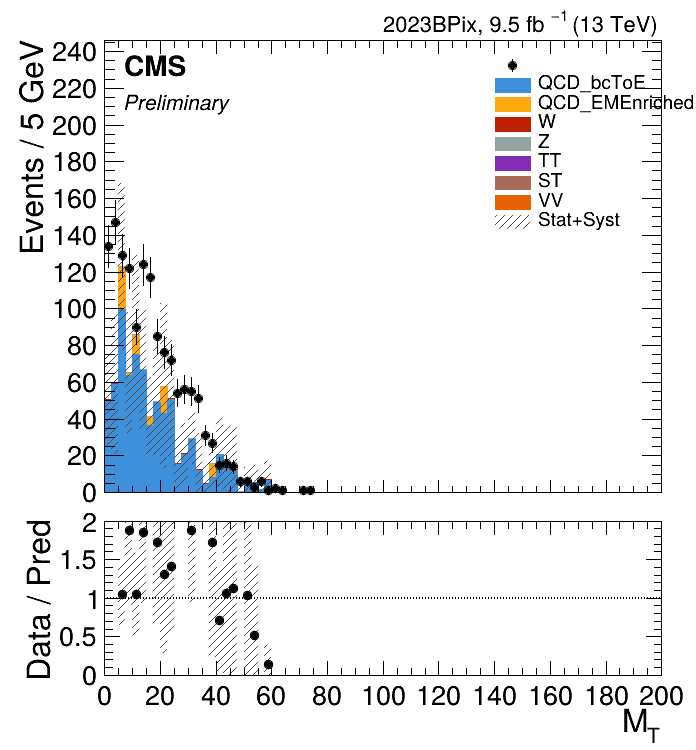 2023BPix, 9.5 fb⁻¹ (13 TeV)
CMS
Preliminary
QCD_bcToE
QCD_EMEnriched
W
Z
TT
ST
VV
Stat+Syst
Events / 5 GeV
240
220
200
180
160
140
120
100
80
60
40
20
0
Data / Pred
2
1.5
1
0.5
0
0 20 40 60 80 100 120 140 160 180 200
M_T